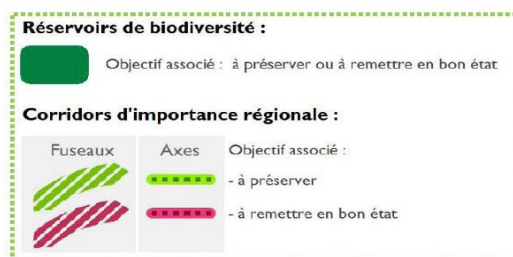 Réservoirs de biodiversité :
Objectif associé : à préserver ou à remettre en bon état
Corridors d'importance régionale :
Fuseaux Axes Objectif associé :
- à préserver
- à remettre en bon état